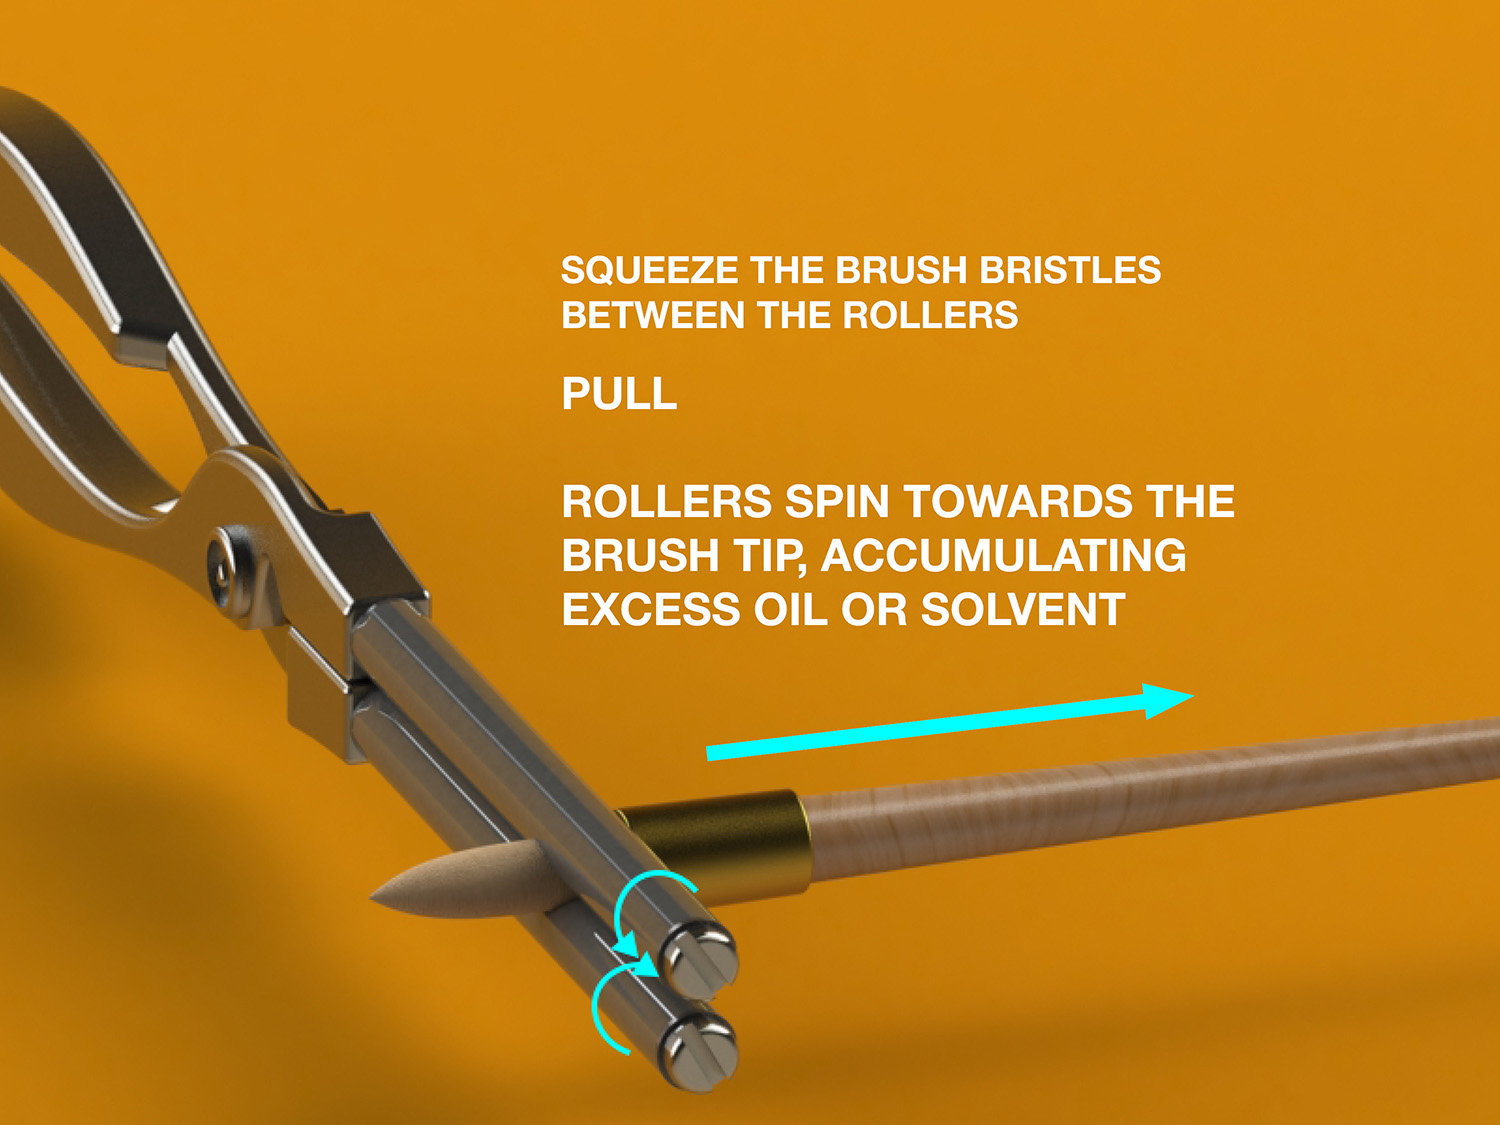 SQUEEZE THE BRUSH BRISTLES
BETWEEN THE ROLLERS
PULL
ROLLERS SPIN TOWARDS THE
BRUSH TIP, ACCUMULATING
EXCESS OIL OR SOLVENT